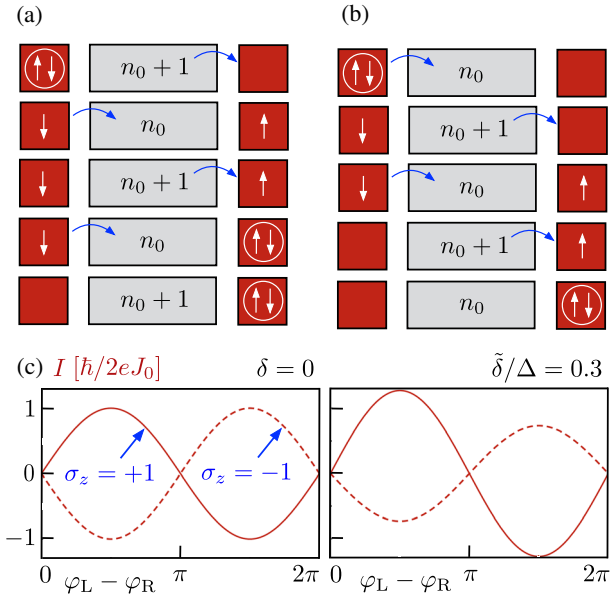 (a)
(b)
n₀ + 1
n₀
n₀ + 1
n₀
n₀ + 1
n₀
n₀ + 1
n₀
n₀ + 1
n₀
(c)
I [ħ/2eJ₀]
δ = 0
δ̃/Δ = 0.3
1
0
−1
σ_z = +1
σ_z = −1
0
φ_L − φ_R
π
2π
0
φ_L − φ_R
π
2π